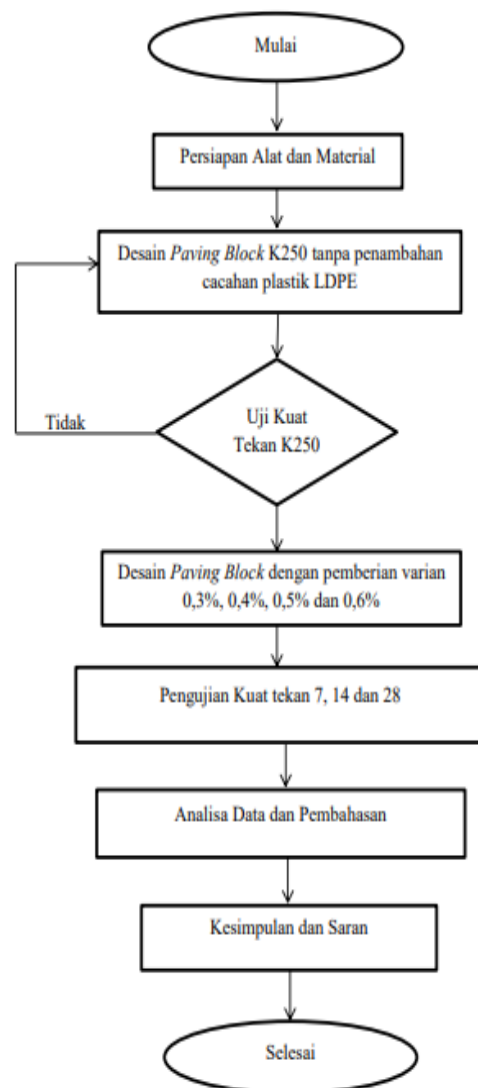 Mulai
Persiapan Alat dan Material
Desain Paving Block K250 tanpa penambahan
cacahan plastik LDPE
Tidak
Uji Kuat
Tekan K250
Desain Paving Block dengan pemberian varian
0,3%, 0,4%, 0,5% dan 0,6%
Pengujian Kuat tekan 7, 14 dan 28
Analisa Data dan Pembahasan
Kesimpulan dan Saran
Selesai